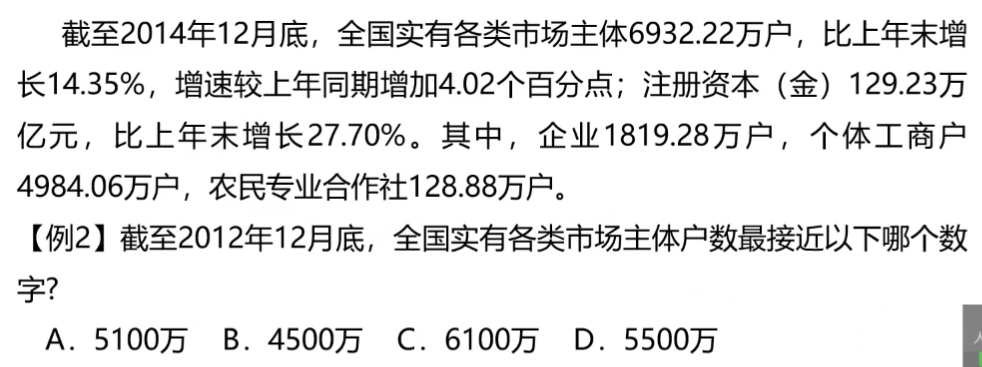 截至2014年12月底，全国实有各类市场主体6932.22万户，比上年末增
长14.35%，增速较上年同期增加4.02个百分点；注册资本（金）129.23万
亿元，比上年末增长27.70%。其中，企业1819.28万户，个体工商户
4984.06万户，农民专业合作社128.88万户。
【例2】截至2012年12月底，全国实有各类市场主体户数最接近以下哪个数
字?
A．5100万 B．4500万 C．6100万 D．5500万